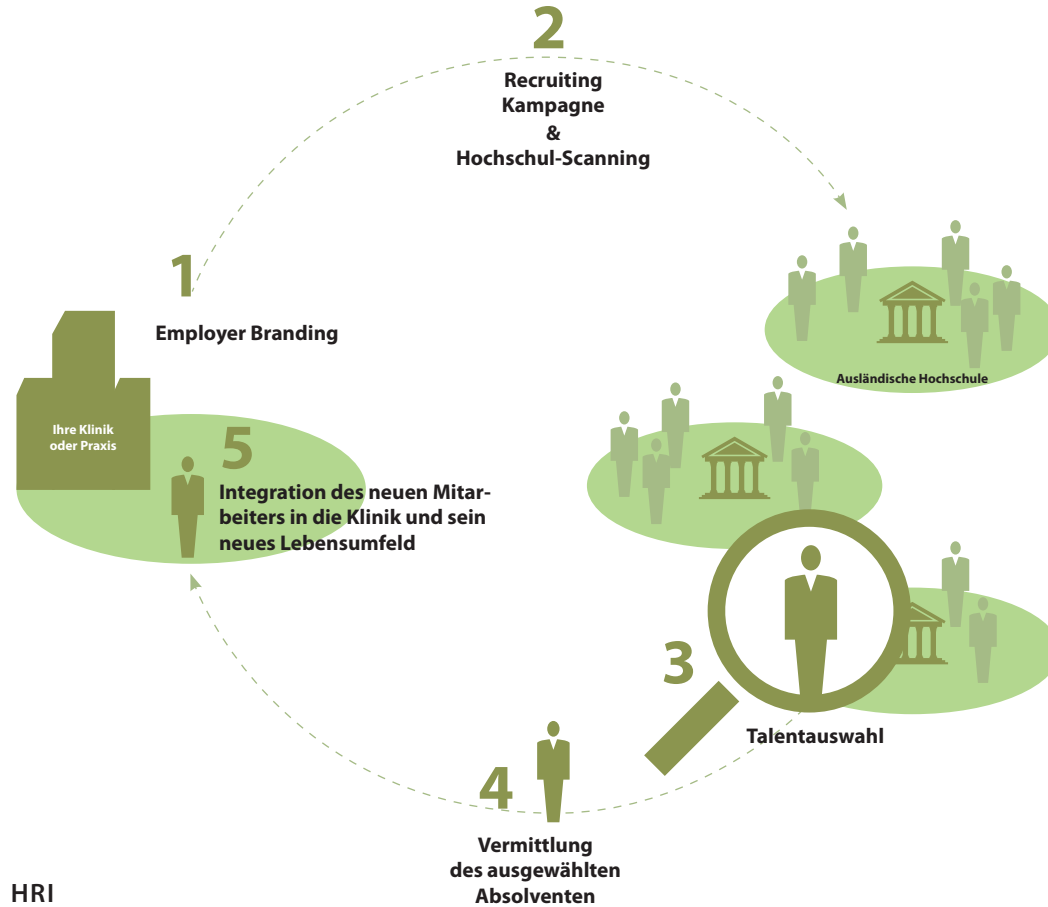 2
Recruiting
Kampagne
&
Hochschul-Scanning
1
Employer Branding
Ausländische Hochschule
Ihre Klinik
oder Praxis
5
Integration des neuen Mitar-
beiters in die Klinik und sein
neues Lebensumfeld
3
Talentauswahl
4
Vermittlung
des ausgewählten
Absolventen
HRI